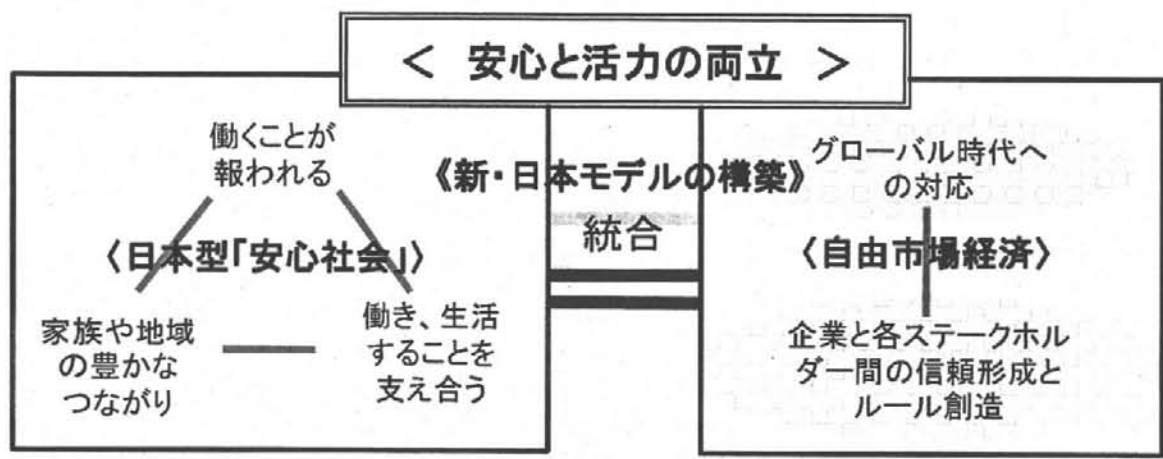 < 安心と活力の両立 >
働くことが
報われる
〈日本型「安心社会」〉
家族や地域
の豊かな
つながり
働き、生活
することを
支え合う
《新・日本モデルの構築》
統合
グローバル時代へ
の対応
〈自由市場経済〉
企業と各ステークホル
ダー間の信頼形成と
ルール創造